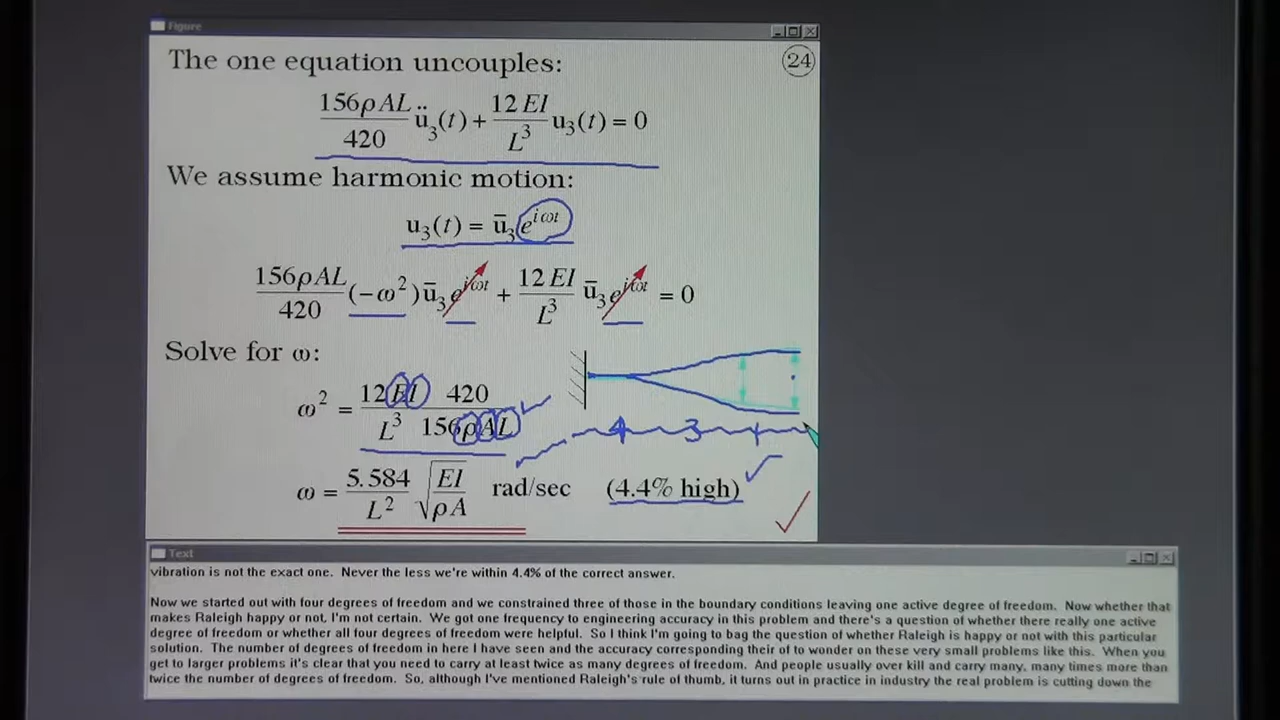 Figure
The one equation uncouples:
24
156ρAL/420 ü₃(t) + 12 EI/L³ u₃(t) = 0
We assume harmonic motion:
u₃(t) = ū₃e^{iωt}
156ρAL/420 (−ω²)ū₃e^{iωt} + 12 EI/L³ ū₃e^{iωt} = 0
Solve for ω:
ω² = 12EI 420 / L³ 156ρAL
4 3 1
ω = 5.584/L² √(EI/ρA) rad/sec (4.4% high)
Text
vibration is not the exact one. Never the less we're within 4.4% of the correct answer.
Now we started out with four degrees of freedom and we constrained three of those in the boundary conditions leaving one active degree of freedom. Now whether that
makes Raleigh happy or not, I'm not certain. We got one frequency to engineering accuracy in this problem and there's a question of whether there really one active
degree of freedom or whether all four degrees of freedom were helpful. So I think I'm going to bag the question of whether Raleigh is happy or not with this particular
solution. The number of degrees of freedom in here I have seen and the accuracy corresponding their of to wonder on these very small problems like this. When you
get to larger problems it's clear that you need to carry at least twice as many degrees of freedom. And people usually over kill and carry many, many times more than
twice the number of degrees of freedom. So, although I've mentioned Raleigh's rule of thumb, it turns out in practice in industry the real problem is cutting down the